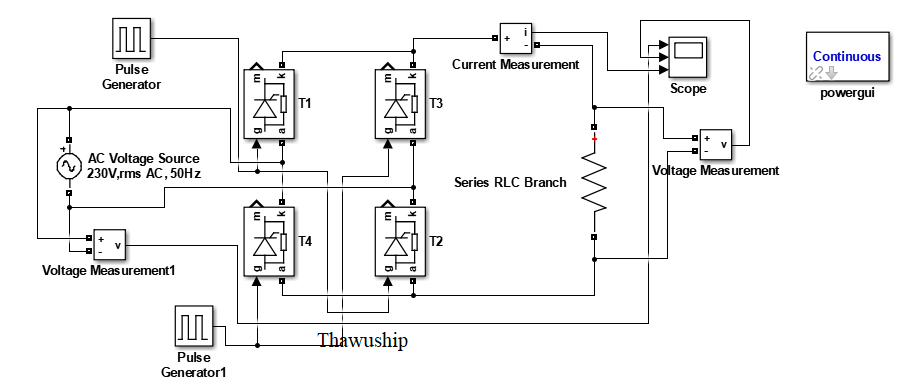 Pulse
Generator
m
k
T1
g
a
m
k
T3
g
a
+
i
-
Current Measurement
Scope
Continuous
powergui
+
AC Voltage Source
230V,rms AC, 50Hz
+
Series RLC Branch
+
-
v
Voltage Measurement
m
k
T4
g
a
m
k
T2
g
a
+
-
v
Voltage Measurement1
Thawuship
Pulse
Generator1